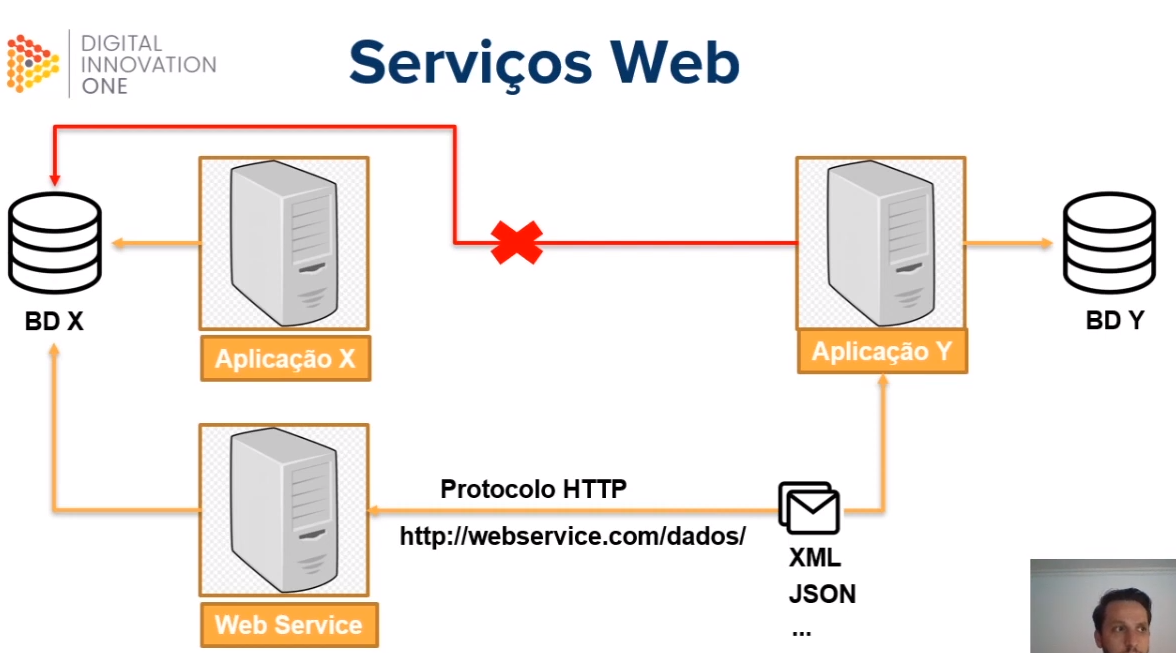 DIGITAL
INNOVATION
ONE
Serviços Web
BD X
Aplicação X
Aplicação Y
BD Y
Protocolo HTTP
http://webservice.com/dados/
XML
JSON
...
Web Service